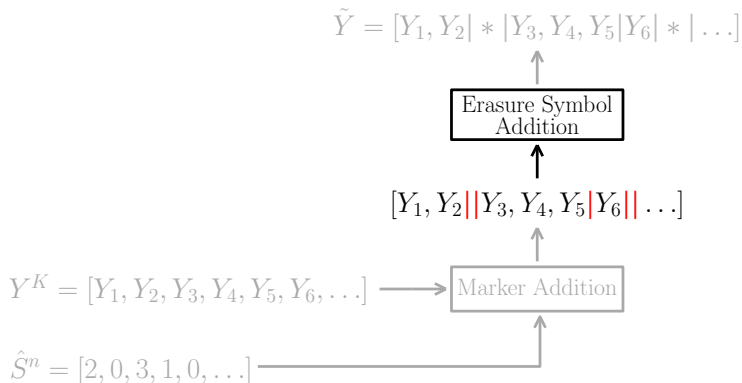 Ỹ = [Y₁, Y₂| * |Y₃, Y₄, Y₅|Y₆| * | ...]
Erasure Symbol
Addition
[Y₁, Y₂||Y₃, Y₄, Y₅|Y₆|| ...]
Yᴷ = [Y₁, Y₂, Y₃, Y₄, Y₅, Y₆, ...]
Marker Addition
Ŝⁿ = [2, 0, 3, 1, 0, ...]